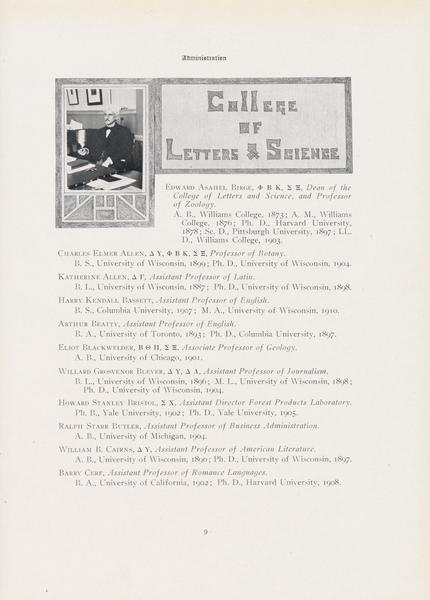 Administration
College
of
Letters & Science
Edward Asahel Birge, Φ Β Κ, Σ Ξ, Dean of the
College of Letters and Science, and Professor
of Zoology.
A. B., Williams College, 1873; A. M., Williams
College, 1876; Ph. D., Harvard University,
1878; Sc. D., Pittsburgh University, 1897; LL.
D., Williams College, 1903.
Charles Elmer Allen, Δ Υ, Φ Β Κ, Σ Ξ, Professor of Botany.
B. S., University of Wisconsin, 1899; Ph. D., University of Wisconsin, 1904.
Katherine Allen, Δ Γ, Assistant Professor of Latin.
B. L., University of Wisconsin, 1887; Ph. D., University of Wisconsin, 1898.
Harry Kendall Bassett, Assistant Professor of English.
B. S., Columbia University, 1907; M. A., University of Wisconsin, 1910.
Arthur Beatty, Assistant Professor of English.
B. A., University of Toronto, 1893; Ph. D., Columbia University, 1897.
Eliot Blackwelder, Β Θ Π, Σ Ξ, Associate Professor of Geology.
A. B., University of Chicago, 1901.
Willard Grosvenor Bleyer, Δ Υ, Δ Λ, Assistant Professor of Journalism.
B. L., University of Wisconsin, 1896; M. L., University of Wisconsin, 1898;
Ph. D., University of Wisconsin, 1904.
Howard Stanley Bristol, Σ Χ, Assistant Director Forest Products Laboratory.
Ph. B., Yale University, 1902; Ph. D., Yale University, 1905.
Ralph Starr Butler, Assistant Professor of Business Administration.
A. B., University of Michigan, 1904.
William B. Cairns, Δ Υ, Assistant Professor of American Literature.
A. B., University of Wisconsin, 1890; Ph. D., University of Wisconsin, 1897.
Barry Cerf, Assistant Professor of Romance Languages.
B. A., University of California, 1902; Ph. D., Harvard University, 1908.
9